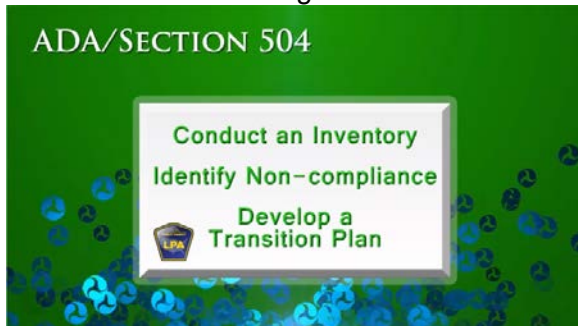 ADA/SECTION 504
Conduct an Inventory
Identify Non-compliance
Develop a
Transition Plan
LPA